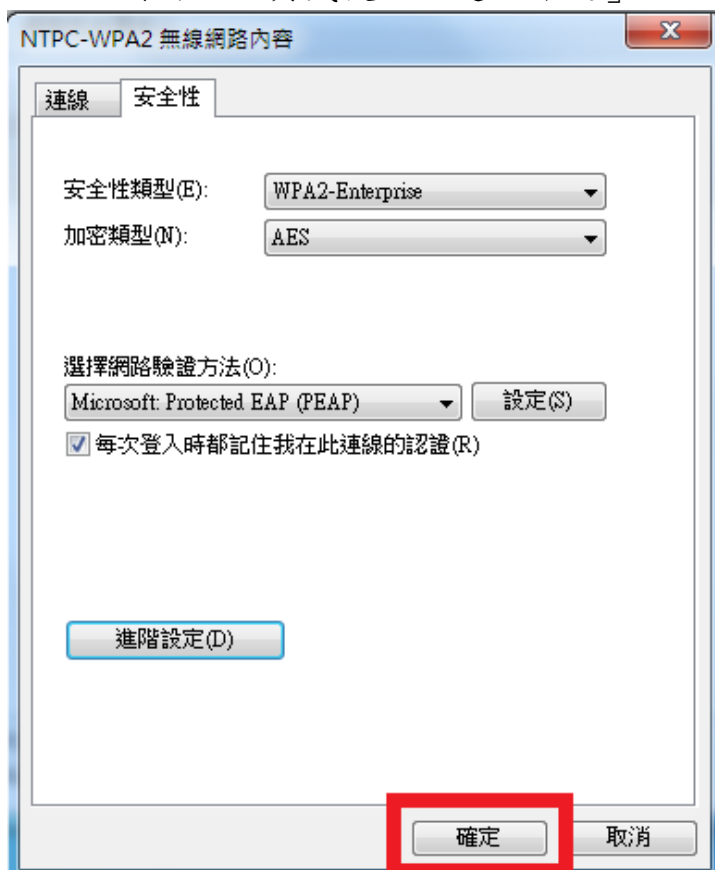 NTPC-WPA2 無線網路內容
連線 安全性
安全性類型(E): WPA2-Enterprise
加密類型(N): AES
選擇網路驗證方法(O):
Microsoft: Protected EAP (PEAP) 設定(S)
每次登入時都記住我在此連線的認證(R)
進階設定(D)
確定 取消